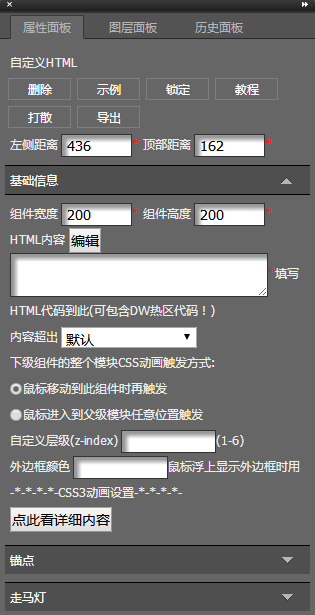 属性面板 图层面板 历史面板
自定义HTML
删除 示例 锁定 教程
打散 导出
左侧距离 436 * 顶部距离 162 *
基础信息
组件宽度 200 * 组件高度 200 *
HTML内容 编辑
* 填写
HTML代码到此(可包含DW热区代码！)
内容超出 默认
下级组件的整个模块CSS动画触发方式:
鼠标移动到此组件时再触发
鼠标进入到父级模块任意位置触发
自定义层级(z-index) (1-6)
外边框颜色 鼠标浮上显示外边框时用
-*-*-*-*-CSS3动画设置-*-*-*-*-
点此看详细内容
锚点
走马灯